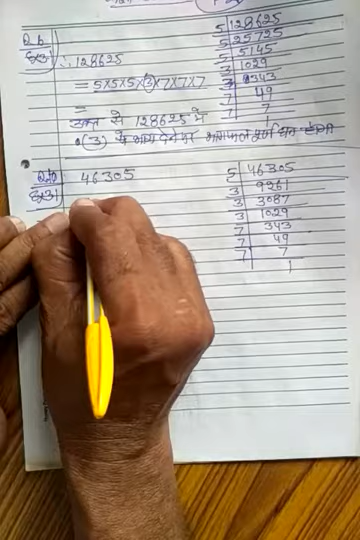 ∴ 128625
= 5×5×5×3×7×7×7
=
128625 में
(3) से भाग देने पर
5 | 128625
5 | 25725
5 | 5145
3 | 1029
7 | 343
7 | 49
7 | 7
1
46305
5 | 46305
3 | 9261
3 | 3087
3 | 1029
7 | 343
7 | 49
7 | 7
1